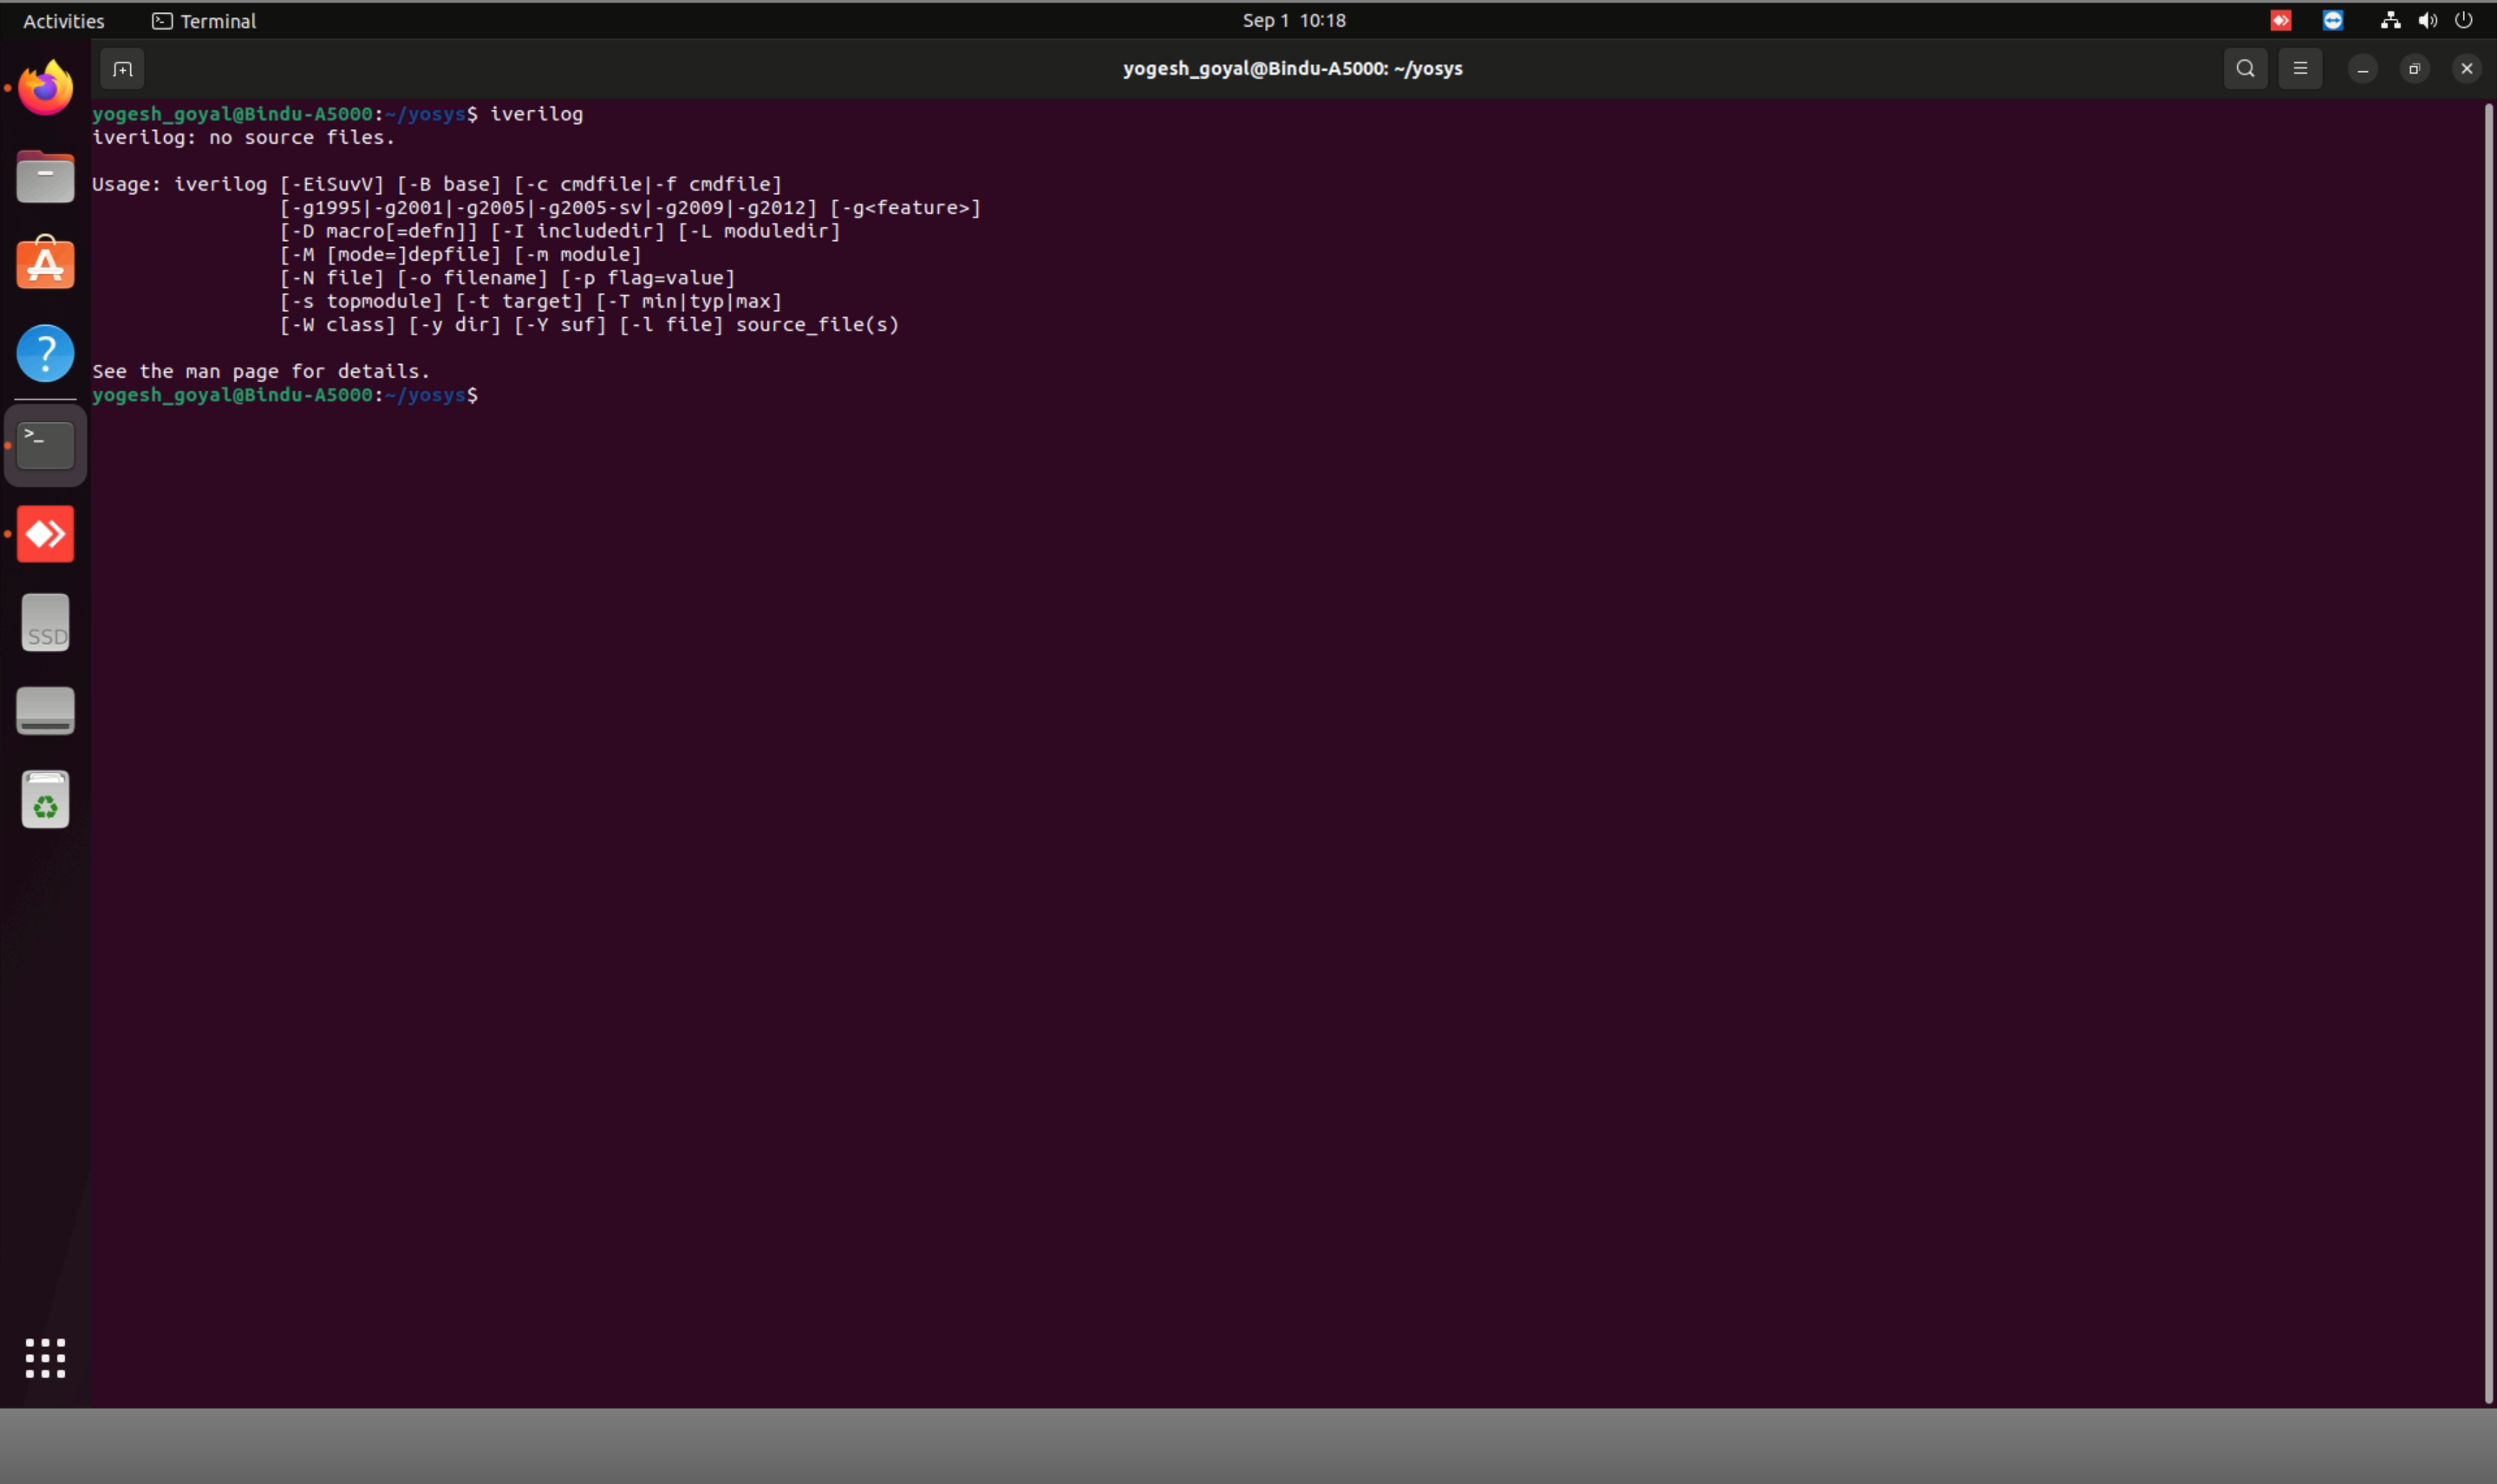 Activities Terminal Sep 1 10:18
yogesh_goyal@Bindu-A5000: ~/yosys
yogesh_goyal@Bindu-A5000:~/yosys$ iverilog
iverilog: no source files.
Usage: iverilog [-EiSuvV] [-B base] [-c cmdfile|-f cmdfile]
[-g1995|-g2001|-g2005|-g2005-sv|-g2009|-g2012] [-g<feature>]
[-D macro[=defn]] [-I includedir] [-L moduledir]
[-M [mode=]depfile] [-m module]
[-N file] [-o filename] [-p flag=value]
[-s topmodule] [-t target] [-T min|typ|max]
[-W class] [-y dir] [-Y suf] [-l file] source_file(s)
See the man page for details.
yogesh_goyal@Bindu-A5000:~/yosys$
SSD